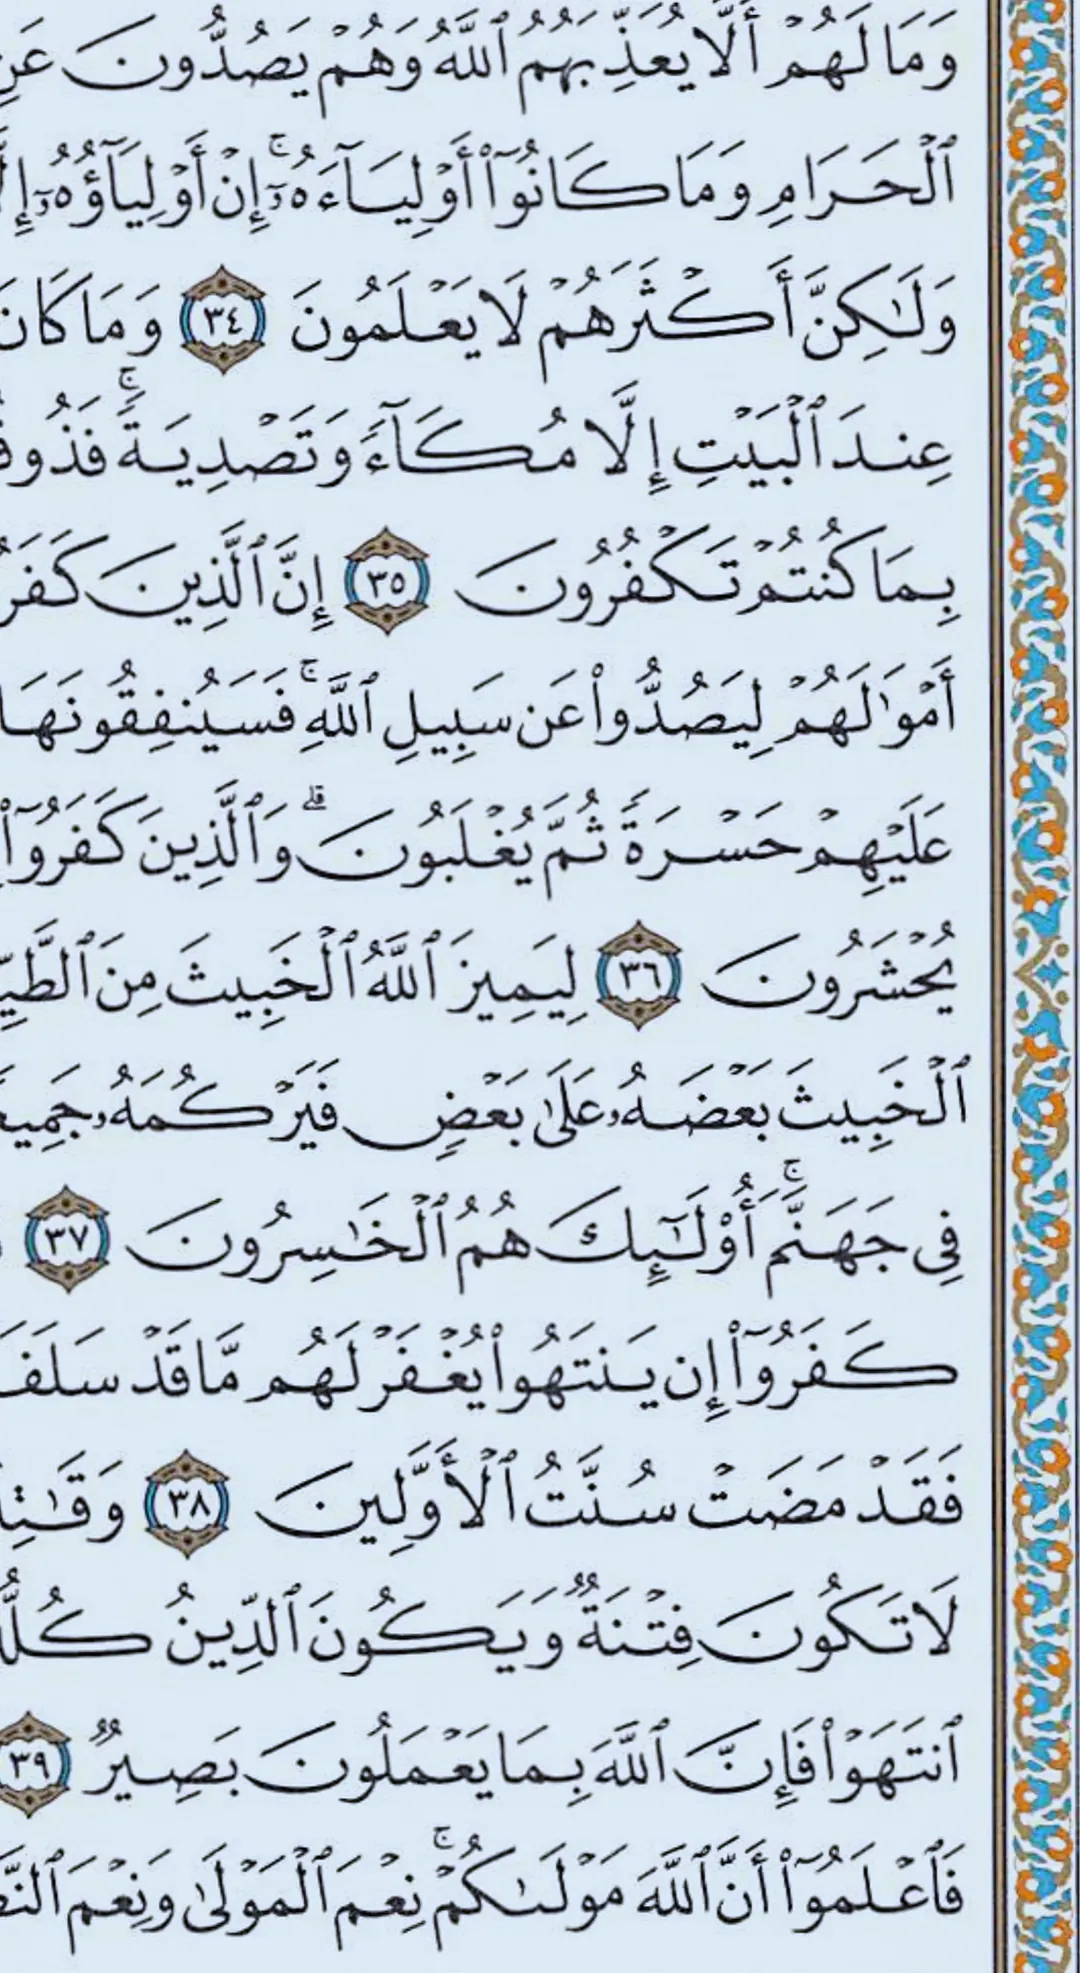 وَمَا لَهُمْ أَلَّا يُعَذِّبَهُمُ ٱللَّهُ وَهُمْ يَصُدُّونَ عَنِ
ٱلْحَرَامِ وَمَا كَانُوٓا۟ أَوْلِيَآءَهُۥٓ ۚ إِنْ أَوْلِيَآؤُهُۥٓ
وَلَـٰكِنَّ أَكْثَرَهُمْ لَا يَعْلَمُونَ ٣٤ وَمَا كَانَ
عِندَ ٱلْبَيْتِ إِلَّا مُكَآءً وَتَصْدِيَةً ۚ
بِمَا كُنتُمْ تَكْفُرُونَ ٣٥ إِنَّ ٱلَّذِينَ
أَمْوَٰلَهُمْ لِيَصُدُّوا۟ عَن سَبِيلِ ٱللَّهِ ۚ فَسَيُنفِقُونَهَا
عَلَيْهِمْ حَسْرَةً ثُمَّ يُغْلَبُونَ ۗ وَٱلَّذِينَ كَفَرُوٓا۟
يُحْشَرُونَ ٣٦ لِيَمِيزَ ٱللَّهُ ٱلْخَبِيثَ مِنَ
ٱلْخَبِيثَ بَعْضَهُۥ عَلَىٰ بَعْضٍ فَيَرْكُمَهُۥ
فِى جَهَنَّمَ ۚ أُو۟لَـٰٓئِكَ هُمُ ٱلْخَـٰسِرُونَ ٣٧
كَفَرُوٓا۟ إِن يَنتَهُوا۟ يُغْفَرْ لَهُم مَّا قَدْ سَلَفَ
فَقَدْ مَضَتْ سُنَّتُ ٱلْأَوَّلِينَ ٣٨
لَا تَكُونَ فِتْنَةٌ وَيَكُونَ ٱلدِّينُ
ٱنتَهَوْا۟ فَإِنَّ ٱللَّهَ بِمَا يَعْمَلُونَ بَصِيرٌ ٣٩
فَٱعْلَمُوٓا۟ أَنَّ ٱللَّهَ مَوْلَىٰكُمْ ۚ نِعْمَ ٱلْمَوْلَىٰ وَنِعْمَ